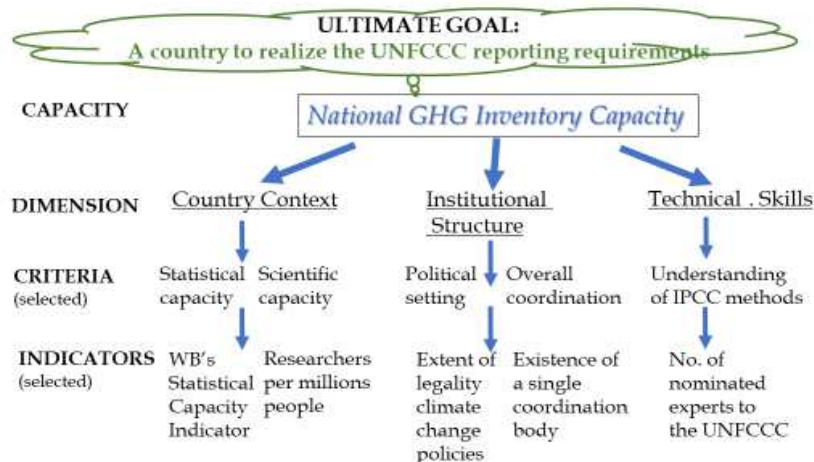 ULTIMATE GOAL:
A country to realize the UNFCCC reporting requirements
CAPACITY
National GHG Inventory Capacity
DIMENSION
Country Context
Institutional
Structure
Technical . Skills
CRITERIA
(selected)
Statistical
capacity
Scientific
capacity
Political
setting
Overall
coordination
Understanding
of IPCC methods
INDICATORS
(selected)
WB's
Statistical
Capacity
Indicator
Researchers
per millions
people
Extent of
legality
climate
change
policies
Existence of
a single
coordination
body
No. of
nominated
experts to
the UNFCCC